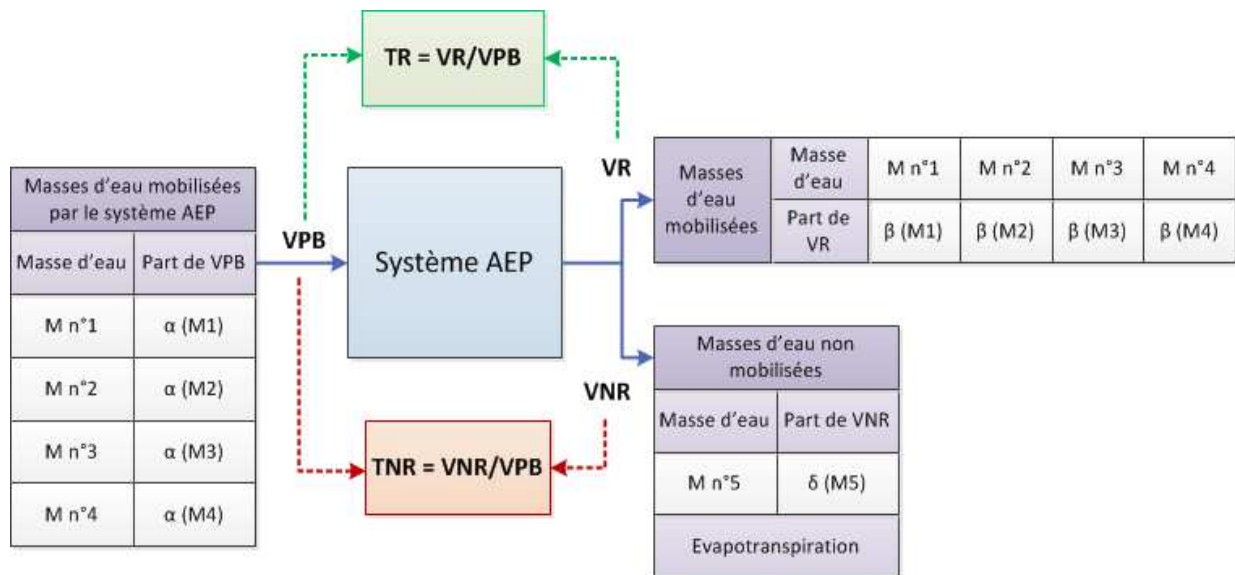 TR = VR/VPB
Masses d'eau mobilisées
par le système AEP
Masse d'eau
Part de VPB
M n°1
α (M1)
M n°2
α (M2)
M n°3
α (M3)
M n°4
α (M4)
VPB
Système AEP
VR
Masses
d'eau
mobilisées
Masse
d'eau
M n°1
M n°2
M n°3
M n°4
Part de
VR
β (M1)
β (M2)
β (M3)
β (M4)
VNR
TNR = VNR/VPB
Masses d'eau non
mobilisées
Masse d'eau
Part de VNR
M n°5
δ (M5)
Evapotranspiration